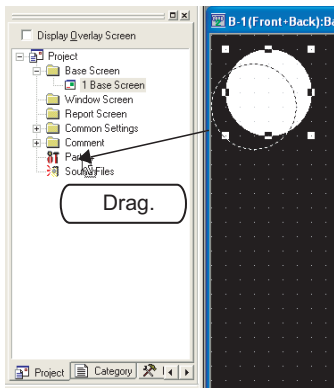 Display Overlay Screen
Project
Base Screen
1 Base Screen
Window Screen
Report Screen
Common Settings
Comment
Parts
Sound Files
Drag.
Project Category
B-1(Front+Back):Ba